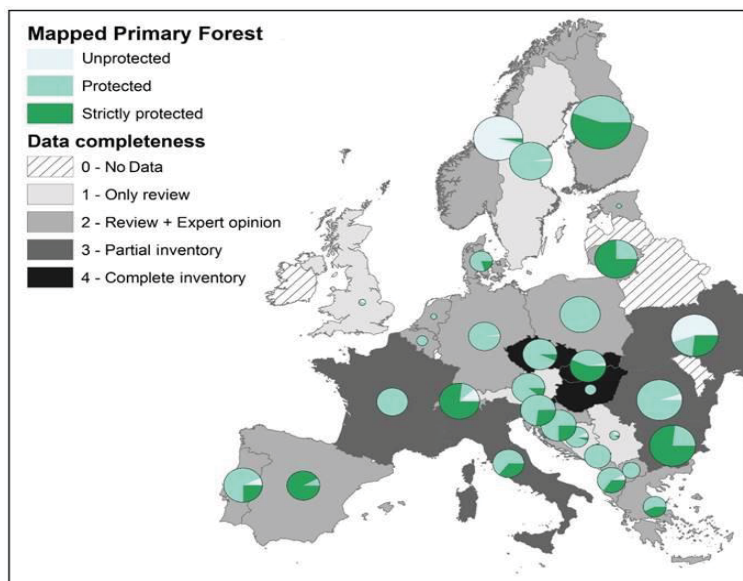 Mapped Primary Forest
Unprotected
Protected
Strictly protected
Data completeness
0 - No Data
1 - Only review
2 - Review + Expert opinion
3 - Partial inventory
4 - Complete inventory